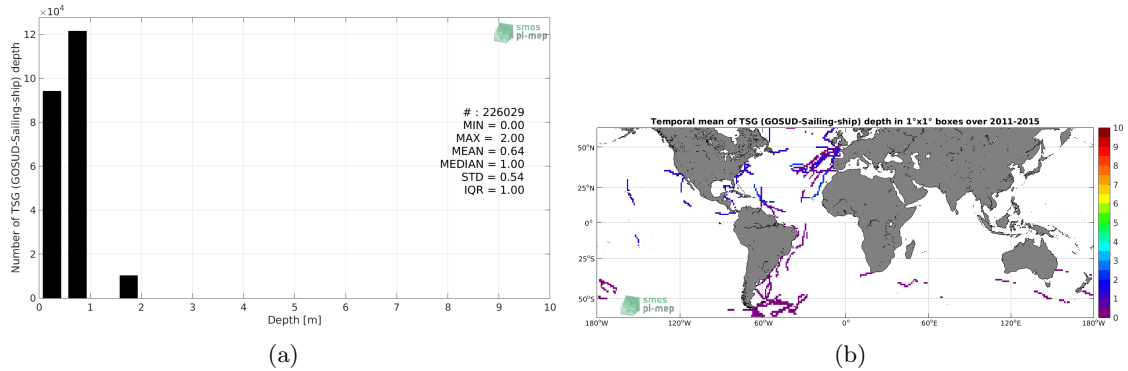 ×10⁴
12
10
8
6
4
2
0
Number of TSG (GOSUD-Sailing-ship) depth
smos
pi-mep
# : 226029
MIN = 0.00
MAX = 2.00
MEAN = 0.64
MEDIAN = 1.00
STD = 0.54
IQR = 1.00
1 2 3 4 5 6 7 8 9 10
Depth [m]
(a)
Temporal mean of TSG (GOSUD-Sailing-ship) depth in 1°x1° boxes over 2011-2015
50°N
25°N
0°
25°S
50°S
smos
pi-mep
180°W 120°W 60°W 0° 60°E 120°E 180°W
10
9
8
7
6
5
4
3
2
1
0
(b)